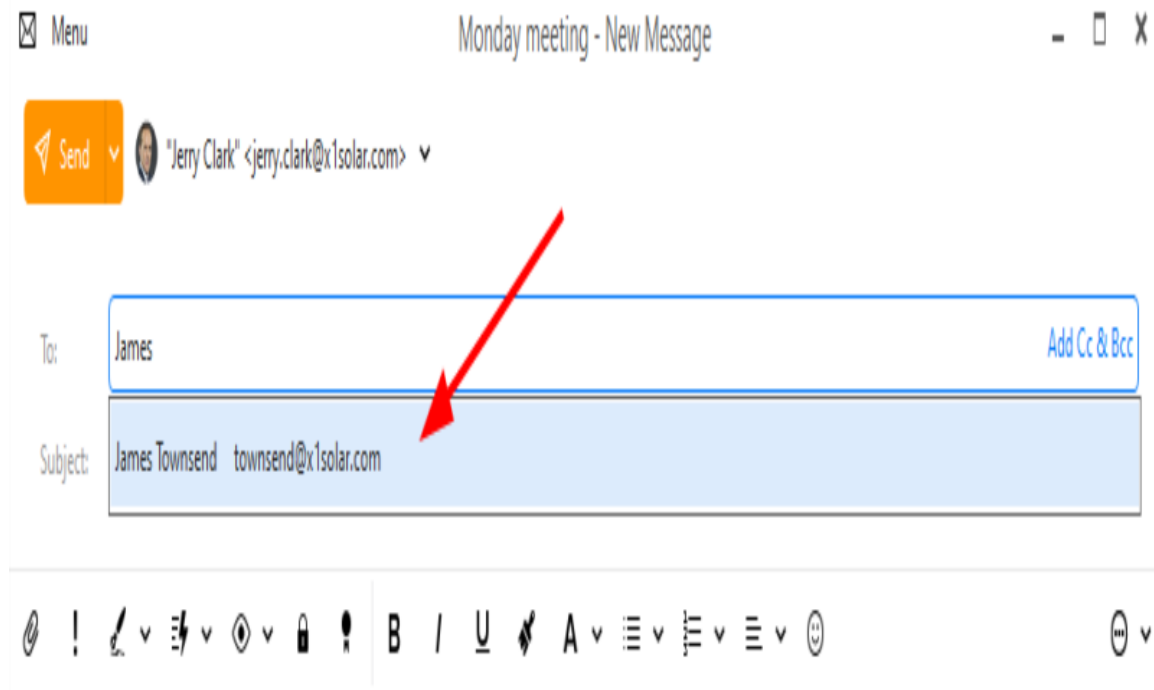 Menu
Monday meeting - New Message
Send
"Jerry Clark" <jerry.clark@x1solar.com>
To: James Add Cc & Bcc
Subject: James Townsend townsend@x1solar.com
B I U A